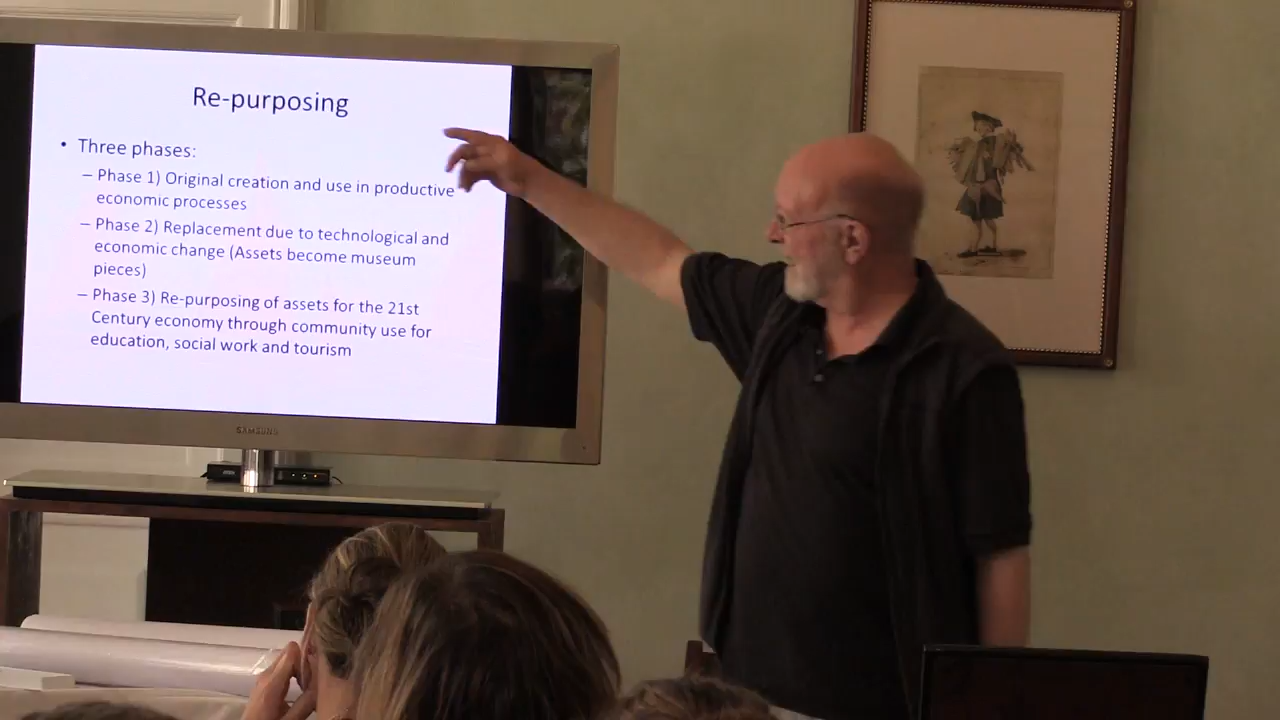 Re-purposing
• Three phases:
– Phase 1) Original creation and use in productive
economic processes
– Phase 2) Replacement due to technological and
economic change (Assets become museum
pieces)
– Phase 3) Re-purposing of assets for the 21st
Century economy through community use for
education, social work and tourism
SAMSUNG